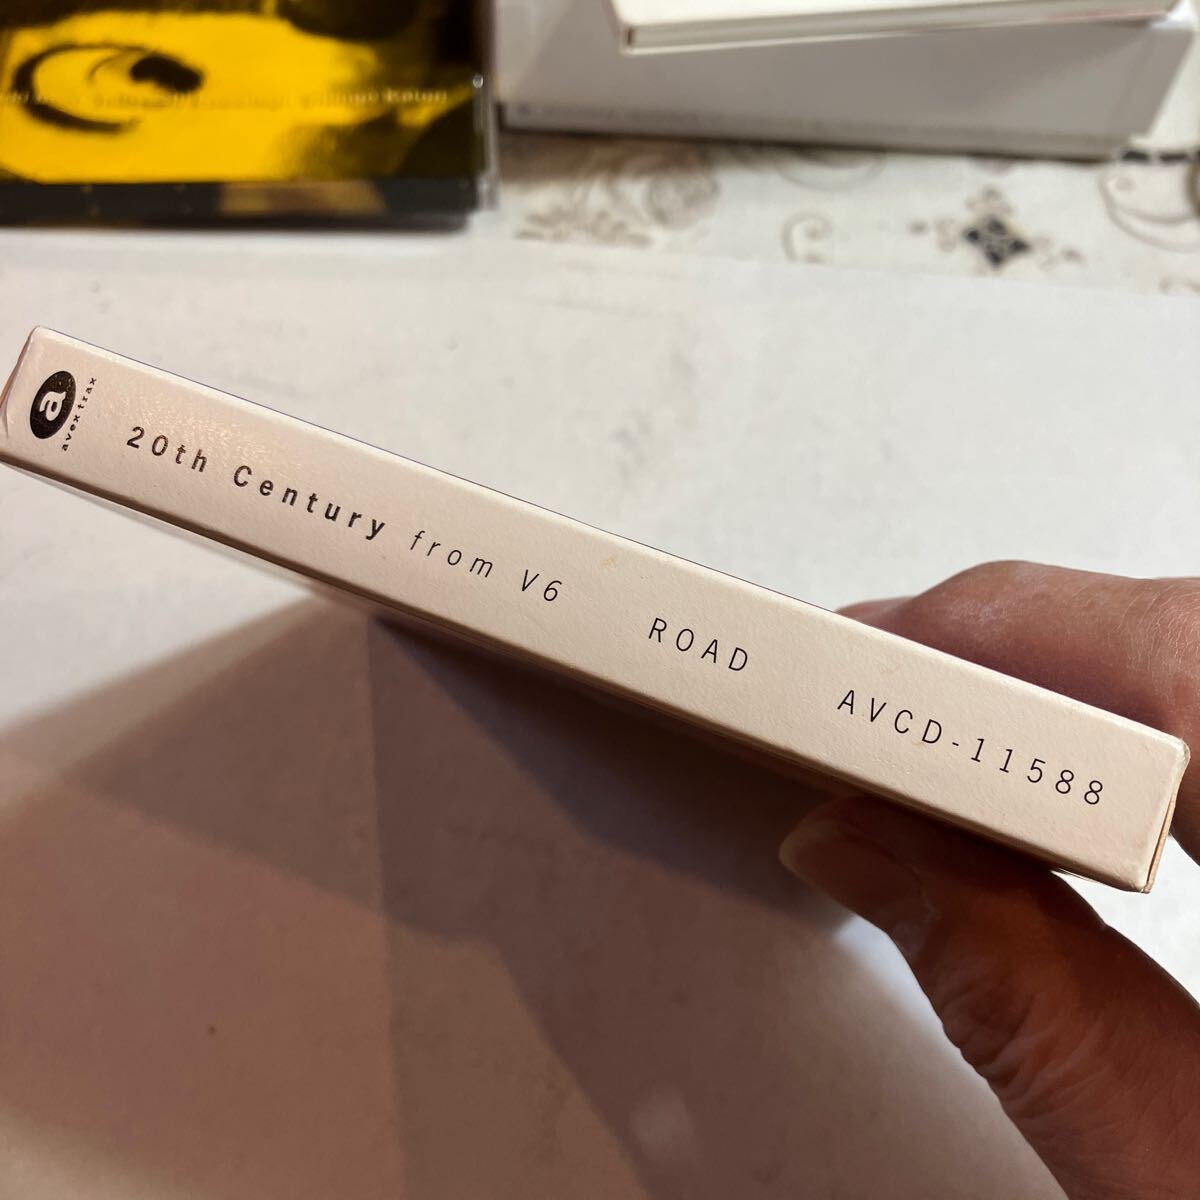 a
avex trax
20th Century from V6 ROAD AVCD-11588